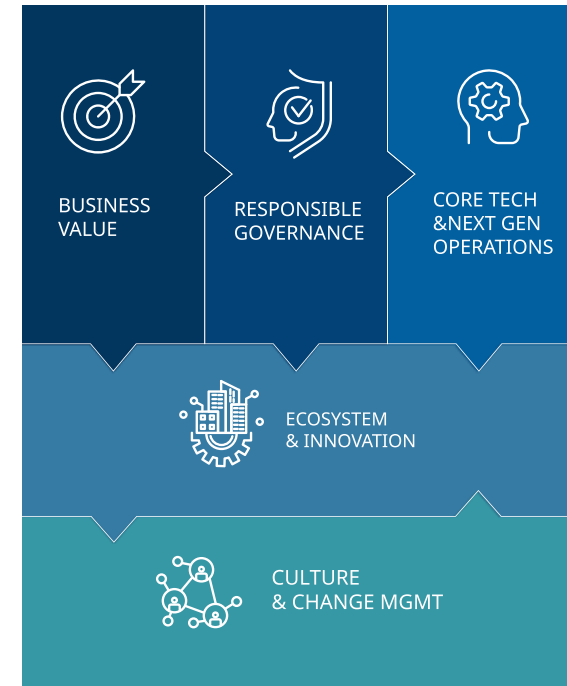 BUSINESS
VALUE
RESPONSIBLE
GOVERNANCE
CORE TECH
&NEXT GEN
OPERATIONS
ECOSYSTEM
& INNOVATION
CULTURE
& CHANGE MGMT